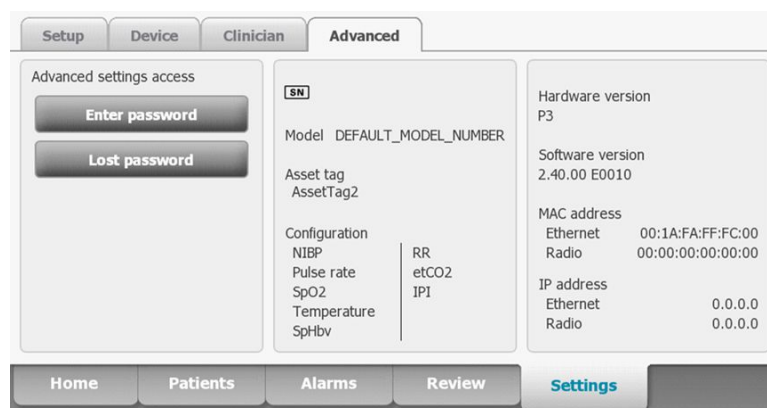 Setup Device Clinician Advanced
Advanced settings access
Enter password
Lost password
SN
Model DEFAULT_MODEL_NUMBER
Asset tag
AssetTag2
Configuration
NIBP RR
Pulse rate etCO2
SpO2 IPI
Temperature
SpHbv
Hardware version
P3
Software version
2.40.00 E0010
MAC address
Ethernet 00:1A:FA:FF:FC:00
Radio 00:00:00:00:00:00
IP address
Ethernet 0.0.0.0
Radio 0.0.0.0
Home Patients Alarms Review Settings